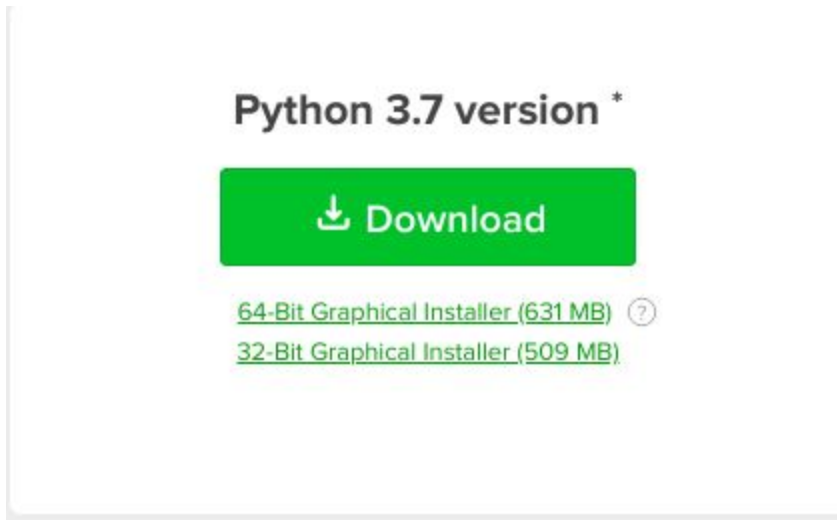 Python 3.7 version *
Download
64-Bit Graphical Installer (631 MB) ?
32-Bit Graphical Installer (509 MB)